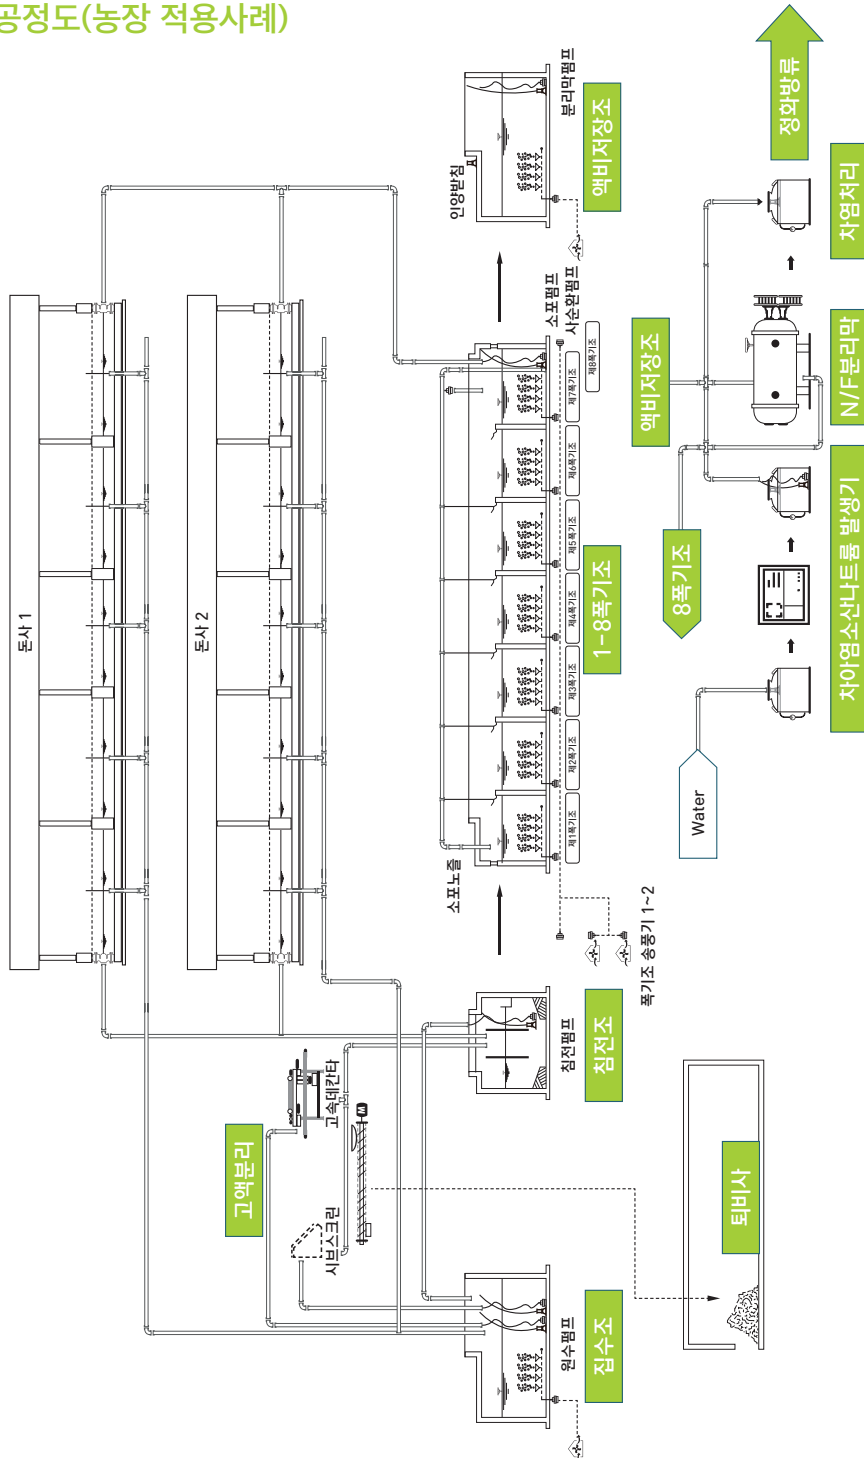 공정도(농장 적용사례)
돈사 1
돈사 2
고액분리
고속데칸타
시브스크린
M
원수펌프
집수조
퇴비사
침전펌프
침전조
폭기조 송풍기 1~2
소포노즐
제1폭기조
제2폭기조
제3폭기조
제4폭기조
제5폭기조
제6폭기조
제7폭기조
제8폭기조
1-8폭기조
소포펌프
사순환펌프
인양받침
분리막펌프
액비저장조
Water
8폭기조
액비저장조
차아염소산나트륨 발생기
N/F분리막
차염처리
정화방류